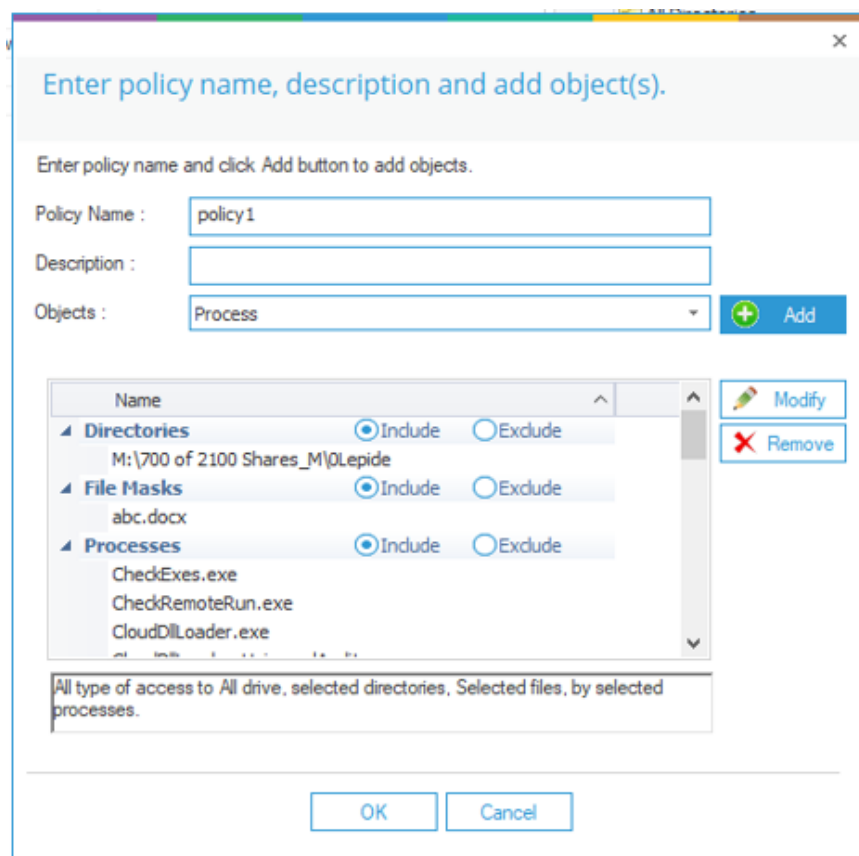 All Directories
Enter policy name, description and add object(s).
Enter policy name and click Add button to add objects.
Policy Name : policy1
Description :
Objects : Process Add
Name Modify
Directories Include Exclude
Remove
M:\700 of 2100 Shares_M\0Lepide
File Masks Include Exclude
abc.docx
Processes Include Exclude
CheckExes.exe
CheckRemoteRun.exe
CloudDllLoader.exe
All type of access to All drive, selected directories, Selected files, by selected
processes.
OK Cancel